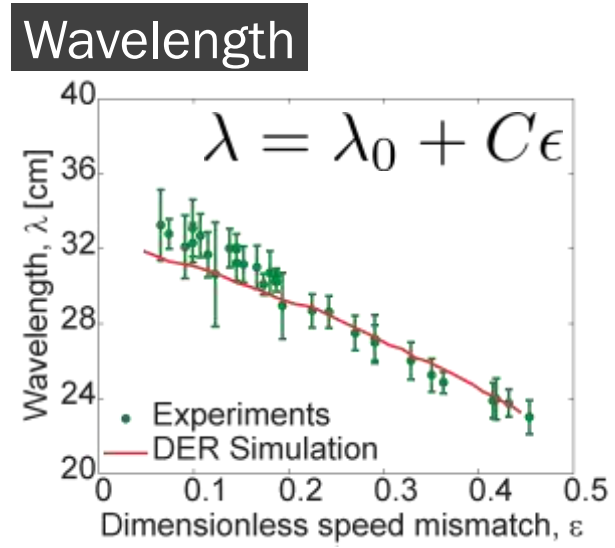 Wavelength
40
λ = λ₀ + Cϵ
36
32
28
24
20
Wavelength, λ [cm]
Experiments
DER Simulation
0 0.1 0.2 0.3 0.4 0.5
Dimensionless speed mismatch, ε